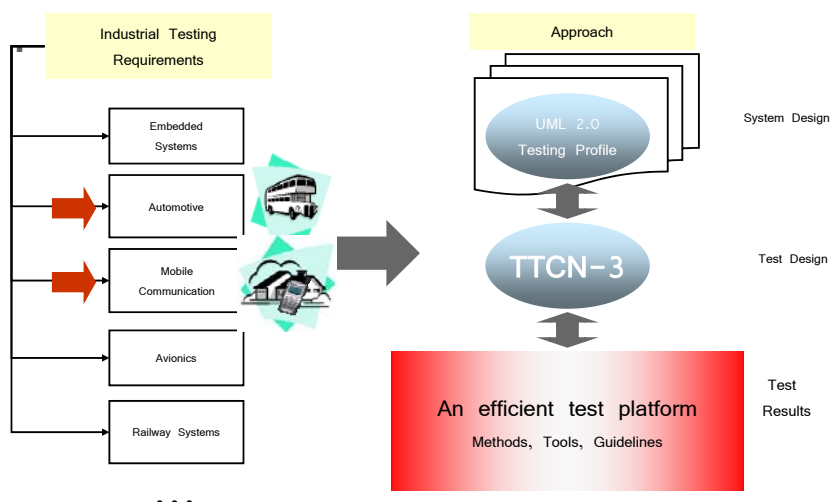 Industrial Testing
Requirements
Embedded
Systems
Automotive
Mobile
Communication
Avionics
Railway Systems
...
Approach
UML 2.0
Testing Profile
System Design
TTCN-3
Test Design
An efficient test platform
Methods, Tools, Guidelines
Test
Results